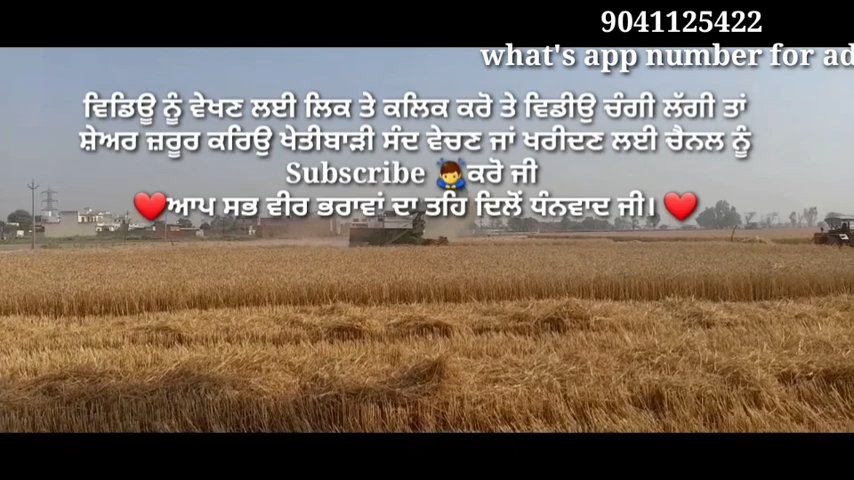 9041125422
what's app number for ad
ਵਿਡਿਊ ਨੂੰ ਵੇਖਣ ਲਈ ਲਿਕ ਤੇ ਕਲਿਕ ਕਰੋ ਤੇ ਵਿਡੀਉ ਚੰਗੀ ਲੱਗੀ ਤਾਂ
ਸ਼ੇਅਰ ਜ਼ਰੂਰ ਕਰਿਉ ਖੇਤੀਬਾੜੀ ਸੰਦ ਵੇਚਣ ਜਾਂ ਖਰੀਦਣ ਲਈ ਚੈਨਲ ਨੂੰ
Subscribe 🙇‍♂️ਕਰੋ ਜੀ
❤️ਆਪ ਸਭ ਵੀਰ ਭਰਾਵਾਂ ਦਾ ਤਹਿ ਦਿਲੋਂ ਧੰਨਵਾਦ ਜੀ। ❤️